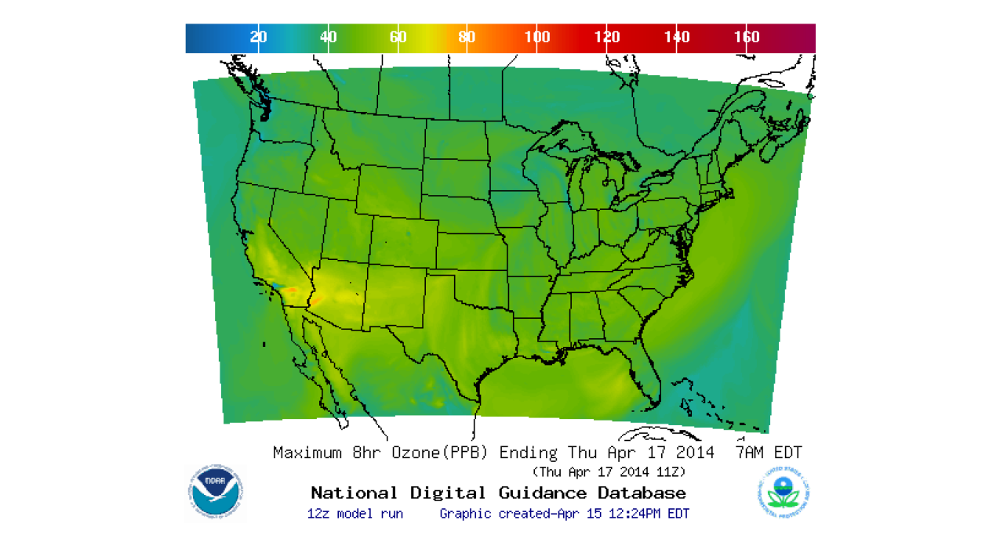 20 40 60 80 100 120 140 160
Maximum 8hr Ozone(PPB) Ending Thu Apr 17 2014 7AM EDT
(Thu Apr 17 2014 11Z)
NOAA
National Digital Guidance Database
12z model run Graphic created-Apr 15 12:24PM EDT